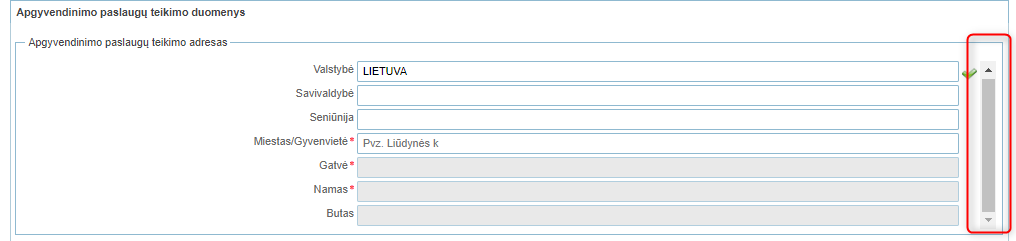 Apgyvendinimo paslaugų teikimo duomenys
Apgyvendinimo paslaugų teikimo adresas
Valstybė LIETUVA
Savivaldybė
Seniūnija
Miestas/Gyvenvietė* Pvz. Liūdynės k
Gatvė*
Namas*
Butas